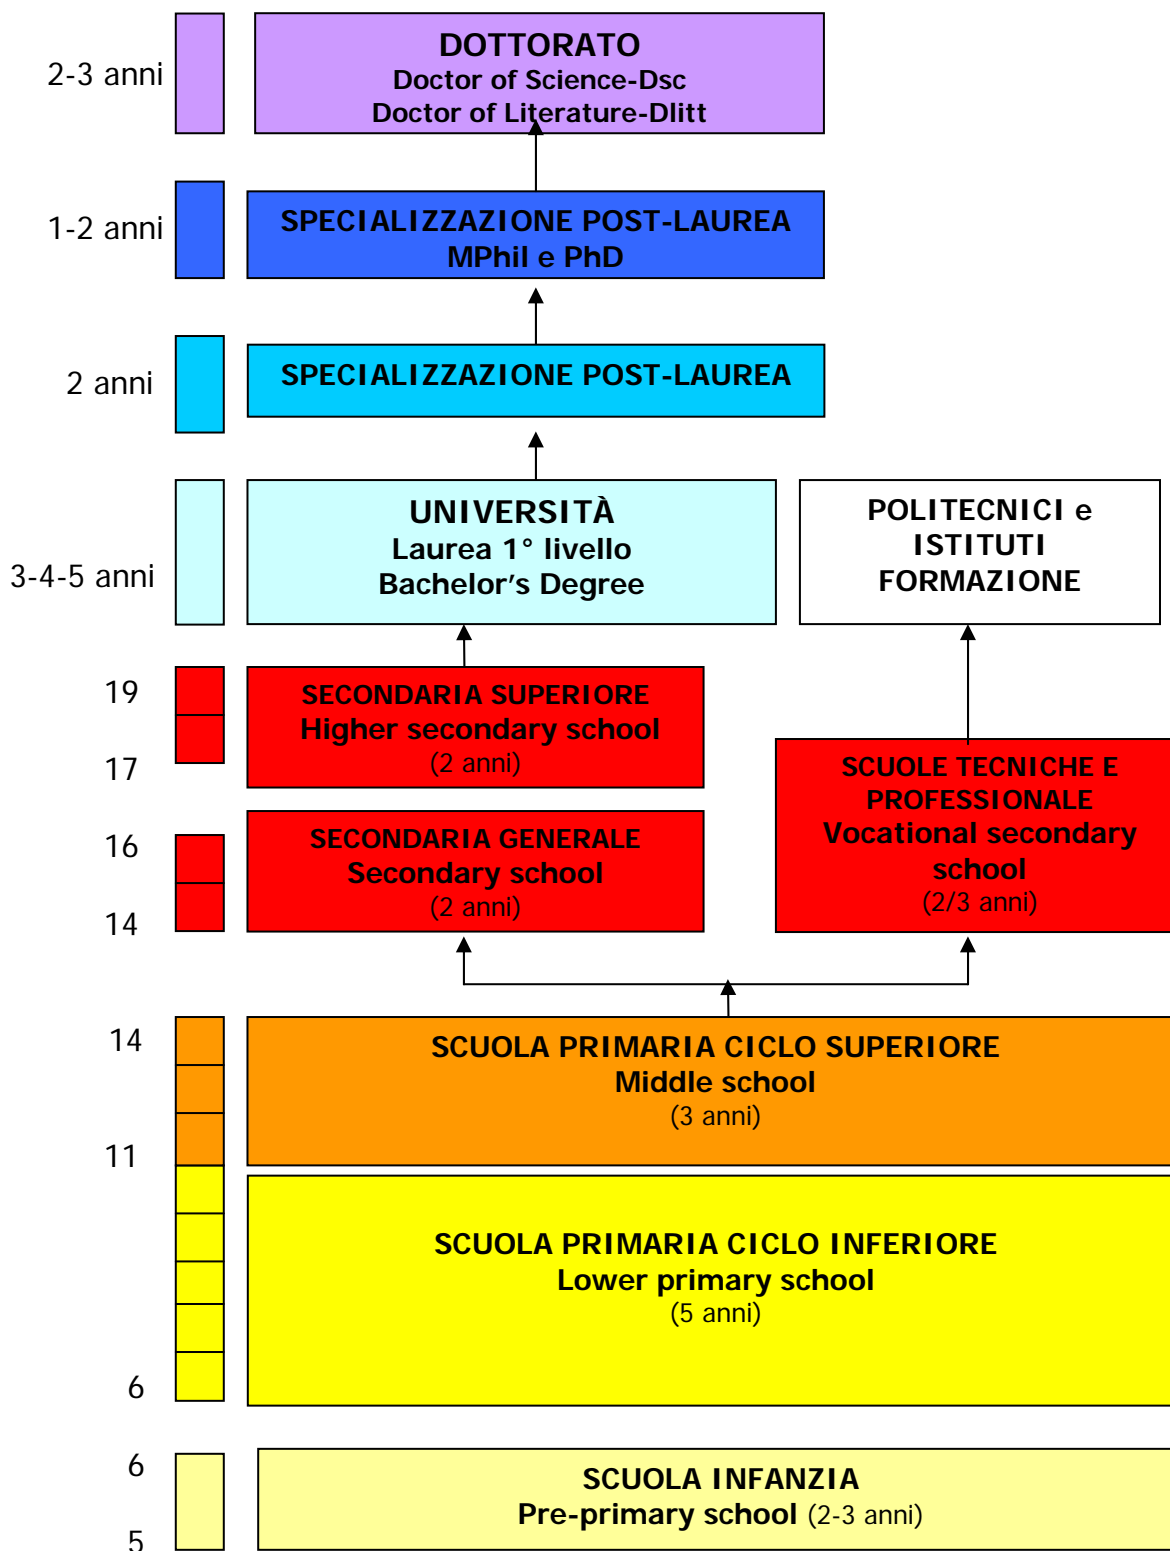 2-3 anni
DOTTORATO
Doctor of Science-Dsc
Doctor of Literature-Dlitt
1-2 anni
SPECIALIZZAZIONE POST-LAUREA
MPhil e PhD
2 anni
SPECIALIZZAZIONE POST-LAUREA
3-4-5 anni
UNIVERSITÀ
Laurea 1° livello
Bachelor's Degree
POLITECNICI e
ISTITUTI
FORMAZIONE
19
17
SECONDARIA SUPERIORE
Higher secondary school
(2 anni)
SCUOLE TECNICHE E
PROFESSIONALE
Vocational secondary
school
(2/3 anni)
16
14
SECONDARIA GENERALE
Secondary school
(2 anni)
14
11
SCUOLA PRIMARIA CICLO SUPERIORE
Middle school
(3 anni)
SCUOLA PRIMARIA CICLO INFERIORE
Lower primary school
(5 anni)
6
6
5
SCUOLA INFANZIA
Pre-primary school (2-3 anni)